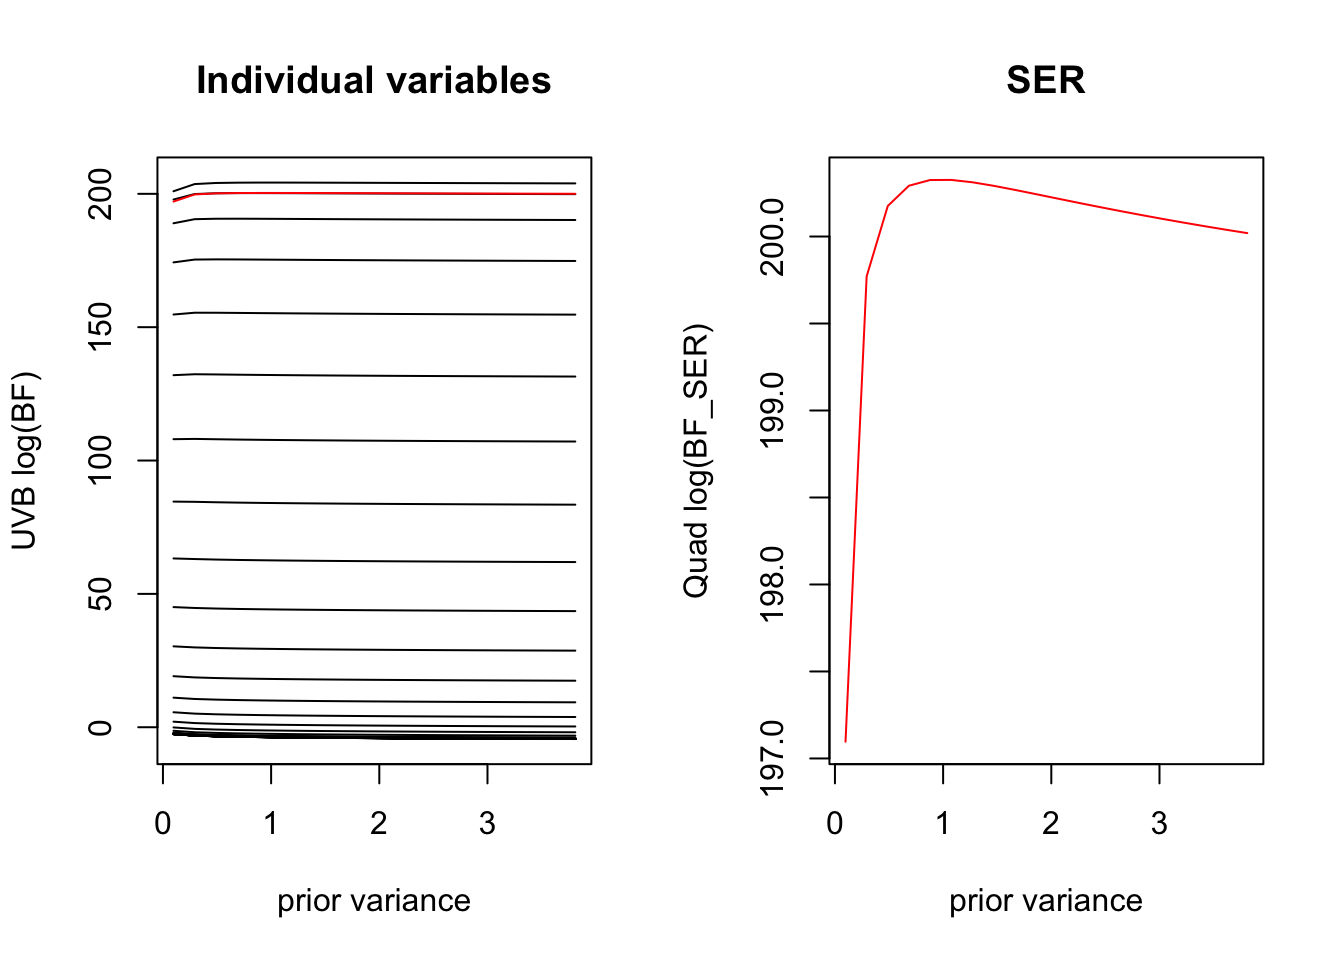 Individual variables
UVB log(BF)
200
150
100
50
0
0 1 2 3
prior variance
SER
Quad log(BF_SER)
200.0
199.0
198.0
197.0
0 1 2 3
prior variance